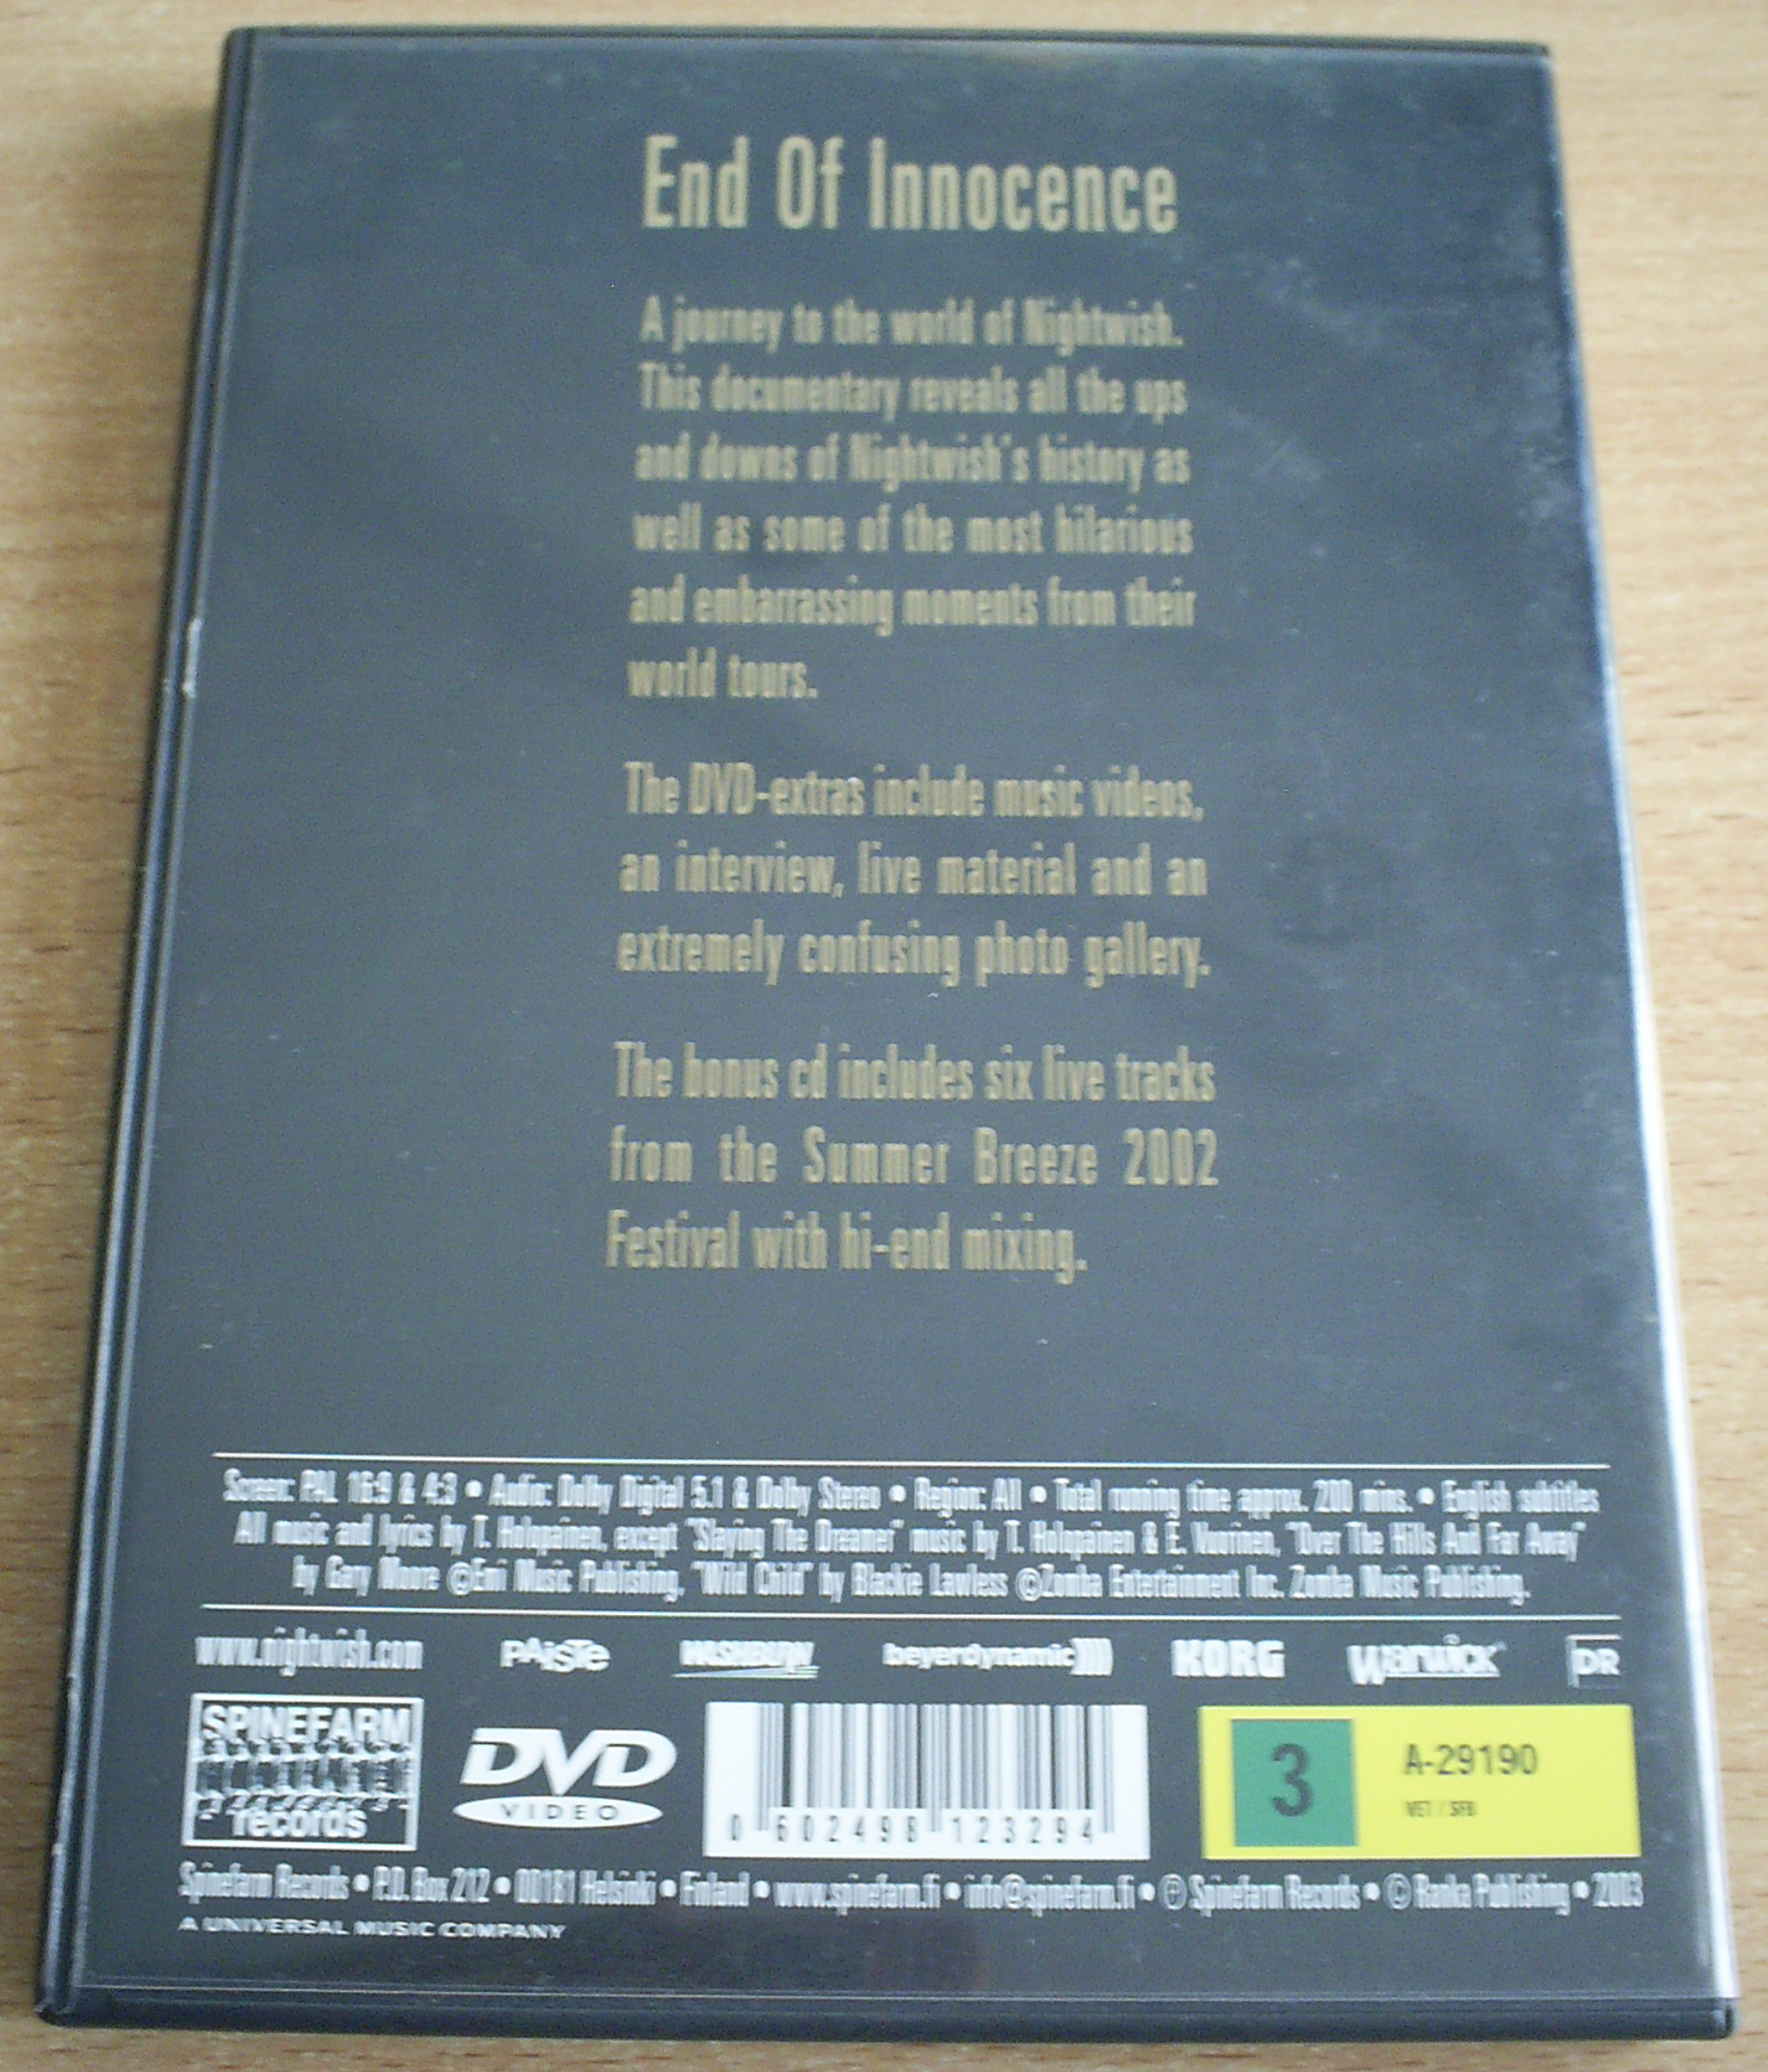 End Of Innocence
A journey to the world of Nightwish.
This documentary reveals all the ups
and downs of Nightwish's history as
well as some of the most hilarious
and embarrassing moments from their
world tours.
The DVD-extras include music videos,
an interview, live material and an
extremely confusing photo gallery.
The bonus cd includes six live tracks
from the Summer Breeze 2002
Festival with hi-end mixing.
Screen: PAL 16:9 & 4:3 • Audio: Dolby Digital 5.1 & Dolby Stereo • Region: All • Total running time approx. 200 mins. • English subtitles
All music and lyrics by T. Holopainen, except "Slaying The Dreamer" music by T. Holopainen & E. Vuorinen, "Over The Hills And Far Away"
by Gary Moore ©Emi Music Publishing, "Wild Child" by Blackie Lawless ©Zomba Entertainment Inc. Zomba Music Publishing.
www.nightwish.com PAiSTe WASHBURN beyerdynamic)))) KORG Warwick PR
SPINEFARM
records
DVD
VIDEO
0 602498 123294
3
A-29190
VET / SFB
Spinefarm Records • P.O. Box 212 • 00181 Helsinki • Finland • www.spinefarm.fi • info@spinefarm.fi • ℗ Spinefarm Records • © Ranka Publishing • 2003
A UNIVERSAL MUSIC COMPANY